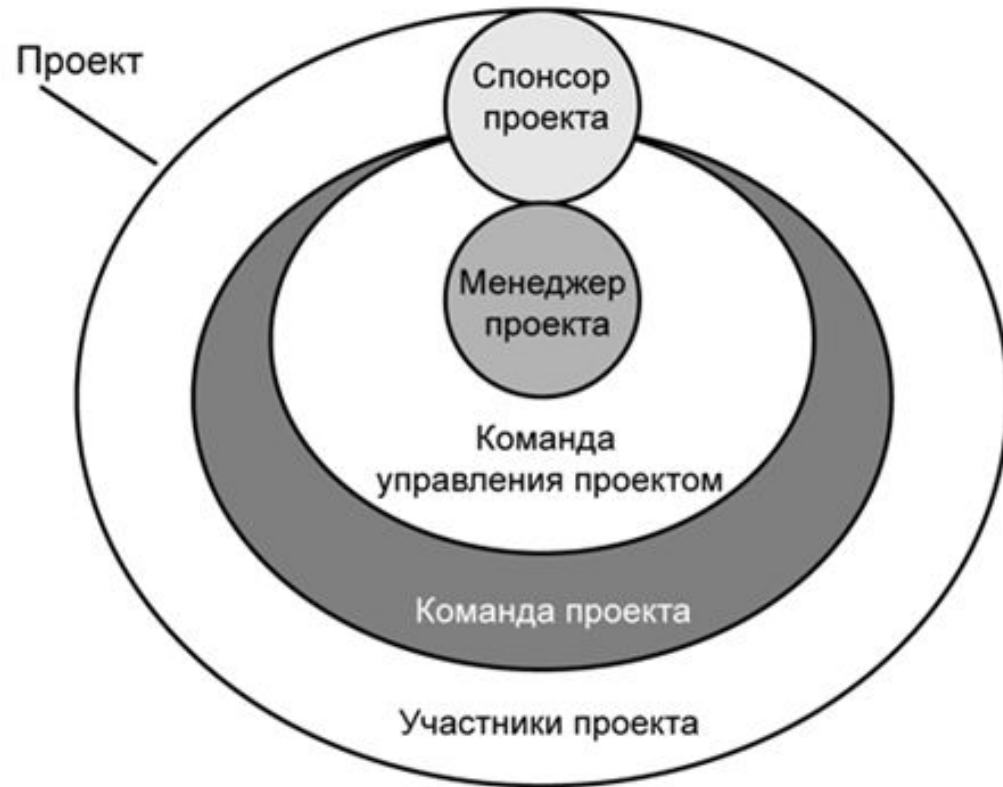 Проект
Спонсор
проекта
Менеджер
проекта
Команда
управления проектом
Команда проекта
Участники проекта